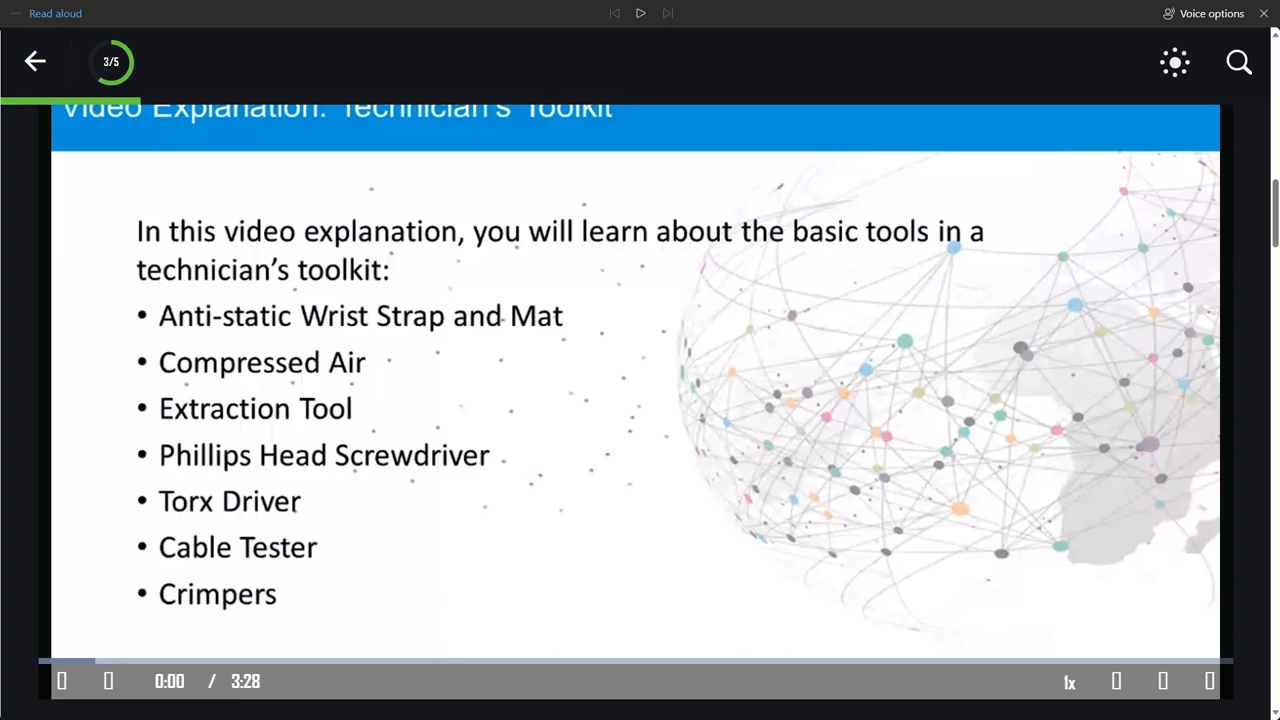 Read aloud
Voice options
3/5
Video Explanation: Technician's Toolkit
In this video explanation, you will learn about the basic tools in a
technician's toolkit:
• Anti-static Wrist Strap and Mat
• Compressed Air
• Extraction Tool
• Phillips Head Screwdriver
• Torx Driver
• Cable Tester
• Crimpers
0:00 / 3:28
1x